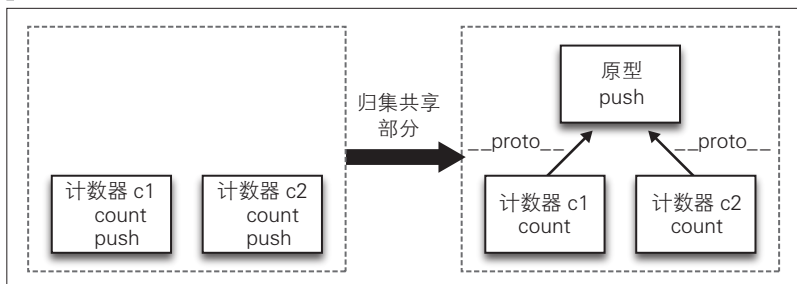 计数器 c1
count
push
计数器 c2
count
push
归集共享
部分
原型
push
__proto__
__proto__
计数器 c1
count
计数器 c2
count